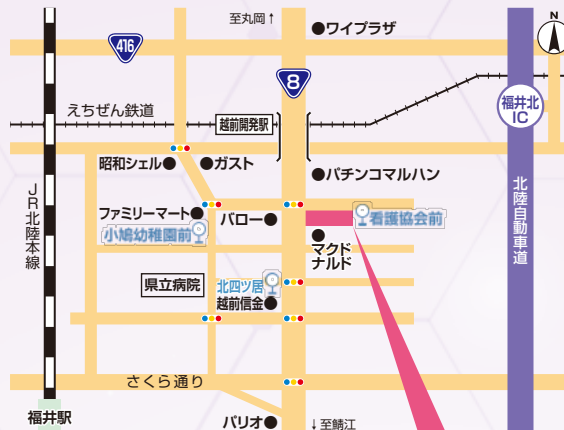 至丸岡↑
ワイプラザ
N
416
8
えちぜん鉄道
越前開発駅
福井北
IC
昭和シェル
ガスト
パチンコマルハン
JR北陸本線
北陸自動車道
ファミリーマート
バロー
看護協会前
小鳩幼稚園前
マクド
ナルド
県立病院
北四ツ居
越前信金
さくら通り
福井駅
パリオ
↓至鯖江